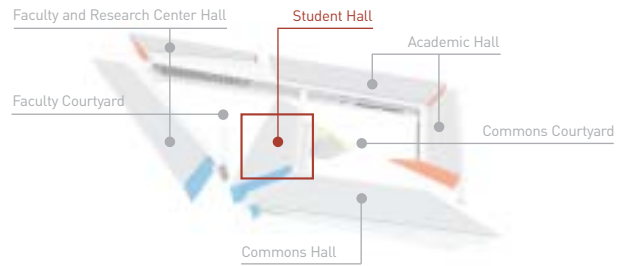 Faculty and Research Center Hall
Student Hall
Academic Hall
Faculty Courtyard
Commons Courtyard
Commons Hall